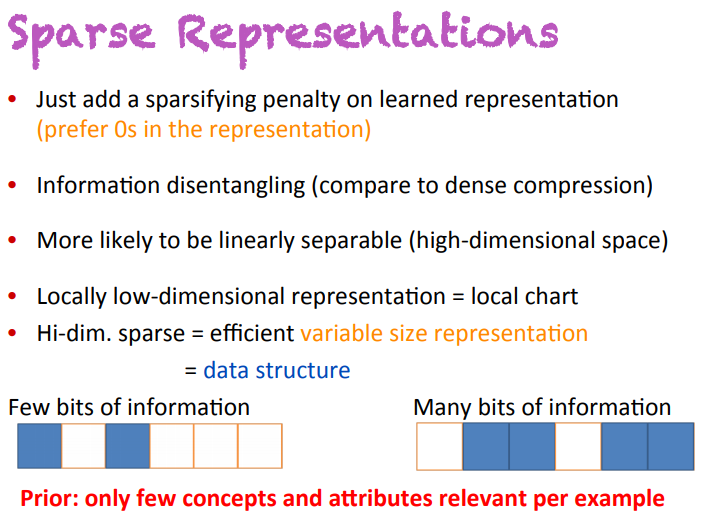 Sparse Representations
• Just add a sparsifying penalty on learned representation
(prefer 0s in the representation)
• Information disentangling (compare to dense compression)
• More likely to be linearly separable (high-dimensional space)
• Locally low-dimensional representation = local chart
• Hi-dim. sparse = efficient variable size representation
= data structure
Few bits of information
Many bits of information
Prior: only few concepts and attributes relevant per example